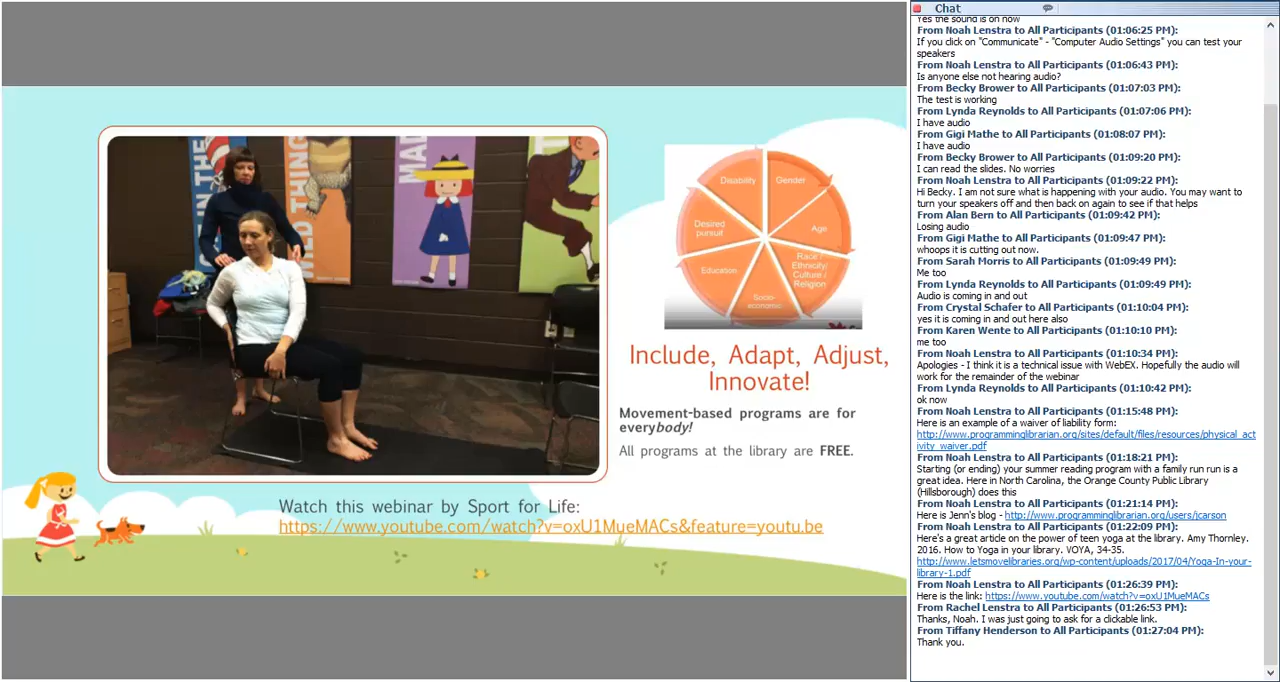 IN THE
WILD THING
MAD
Disability
Gender
Desired
pursuit
Age
Education
Race /
Ethnicity/
Culture /
Religion
Socio-
economic
Include, Adapt, Adjust,
Innovate!
Movement-based programs are for
everybody!
All programs at the library are FREE.
Watch this webinar by Sport for Life:
https://www.youtube.com/watch?v=oxU1MueMACs&feature=youtu.be
Chat
Yes the sound is on now
From Noah Lenstra to All Participants (01:06:25 PM):
If you click on "Communicate" - "Computer Audio Settings" you can test your
speakers
From Noah Lenstra to All Participants (01:06:43 PM):
Is anyone else not hearing audio?
From Becky Brower to All Participants (01:07:03 PM):
The test is working
From Lynda Reynolds to All Participants (01:07:06 PM):
I have audio
From Gigi Mathe to All Participants (01:08:07 PM):
I have audio
From Becky Brower to All Participants (01:09:20 PM):
I can read the slides. No worries
From Noah Lenstra to All Participants (01:09:22 PM):
Hi Becky. I am not sure what is happening with your audio. You may want to
turn your speakers off and then back on again to see if that helps
From Alan Bern to All Participants (01:09:42 PM):
Losing audio
From Gigi Mathe to All Participants (01:09:47 PM):
whoops it is cutting out now.
From Sarah Morris to All Participants (01:09:49 PM):
Me too
From Lynda Reynolds to All Participants (01:09:49 PM):
Audio is coming in and out
From Crystal Schafer to All Participants (01:10:04 PM):
yes it is coming in and out here also
From Karen Wente to All Participants (01:10:10 PM):
me too
From Noah Lenstra to All Participants (01:10:34 PM):
Apologies - I think it is a technical issue with WebEX. Hopefully the audio will
work for the remainder of the webinar
From Lynda Reynolds to All Participants (01:10:42 PM):
ok now
From Noah Lenstra to All Participants (01:15:48 PM):
Here is an example of a waiver of liability form:
http://www.programminglibrarian.org/sites/default/files/resources/physical_act
ivity_waiver.pdf
From Noah Lenstra to All Participants (01:18:21 PM):
Starting (or ending) your summer reading program with a family run run is a
great idea. Here in North Carolina, the Orange County Public Library
(Hillsborough) does this
From Noah Lenstra to All Participants (01:21:14 PM):
Here is Jenn's blog - http://www.programminglibrarian.org/users/jcarson
From Noah Lenstra to All Participants (01:22:09 PM):
Here's a great article on the power of teen yoga at the library. Amy Thornley.
2016. How to Yoga in your library. VOYA, 34-35.
http://www.letsmovelibraries.org/wp-content/uploads/2017/04/Yoga-In-your-
library-1.pdf
From Noah Lenstra to All Participants (01:26:39 PM):
Here is the link: https://www.youtube.com/watch?v=oxU1MueMACs
From Rachel Lenstra to All Participants (01:26:53 PM):
Thanks, Noah. I was just going to ask for a clickable link.
From Tiffany Henderson to All Participants (01:27:04 PM):
Thank you.